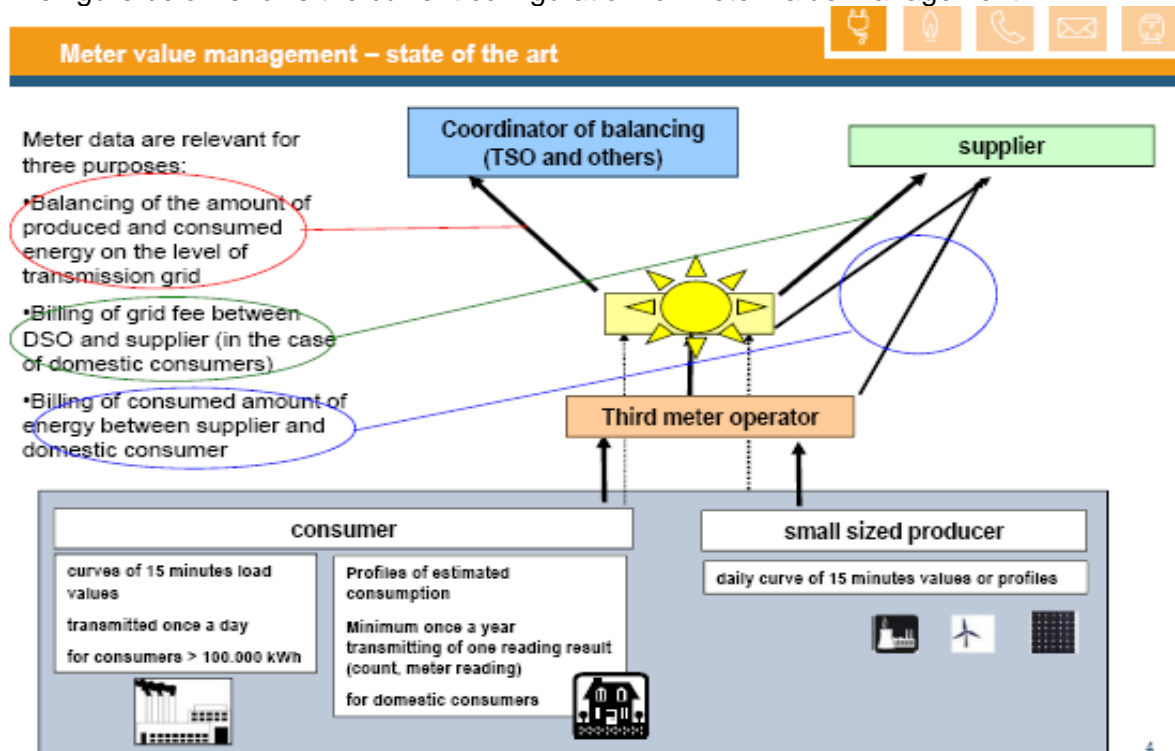 Meter value management – state of the art
Meter data are relevant for
three purposes:
•Balancing of the amount of
produced and consumed
energy on the level of
transmission grid
•Billing of grid fee between
DSO and supplier (in the case
of domestic consumers)
•Billing of consumed amount of
energy between supplier and
domestic consumer
Coordinator of balancing
(TSO and others)
supplier
Third meter operator
consumer
curves of 15 minutes load
values
transmitted once a day
for consumers > 100.000 kWh
Profiles of estimated
consumption
Minimum once a year
transmitting of one reading result
(count, meter reading)
for domestic consumers
small sized producer
daily curve of 15 minutes values or profiles
4